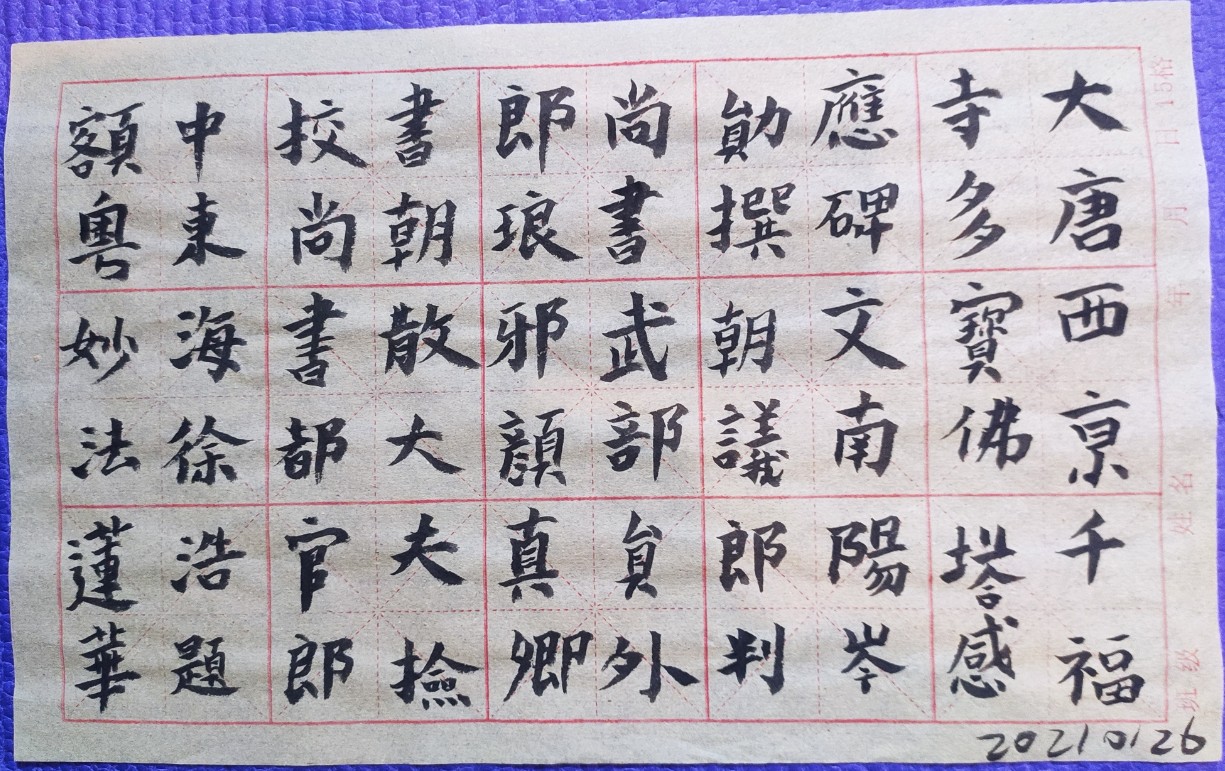 大唐西京千福
寺多寶佛塔感
應碑文南陽岑
勛撰朝議郎判
尚書武部員外
郎琅邪顏真卿
書朝散大夫撿
挍尚書都官郎
中東海徐浩題
額粵妙法蓮華
20210126
日 15格
年 月
姓名
班级